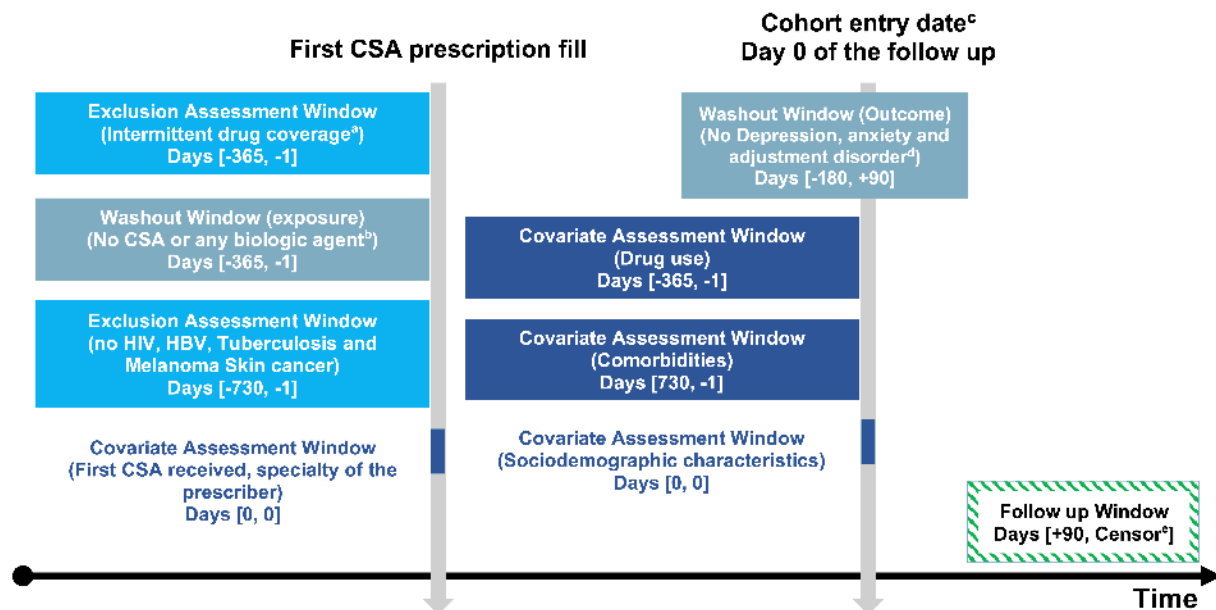 First CSA prescription fill
Cohort entry dateᶜ
Day 0 of the follow up
Exclusion Assessment Window
(Intermittent drug coverageᵃ)
Days [-365, -1]
Washout Window (Outcome)
(No Depression, anxiety and
adjustment disorderᵈ)
Days [-180, +90]
Washout Window (exposure)
(No CSA or any biologic agentᵇ)
Days [-365, -1]
Covariate Assessment Window
(Drug use)
Days [-365, -1]
Exclusion Assessment Window
(no HIV, HBV, Tuberculosis and
Melanoma Skin cancer)
Days [-730, -1]
Covariate Assessment Window
(Comorbidities)
Days [730, -1]
Covariate Assessment Window
(First CSA received, specialty of the
prescriber)
Days [0, 0]
Covariate Assessment Window
(Sociodemographic characteristics)
Days [0, 0]
Follow up Window
Days [+90, Censorᵉ]
Time